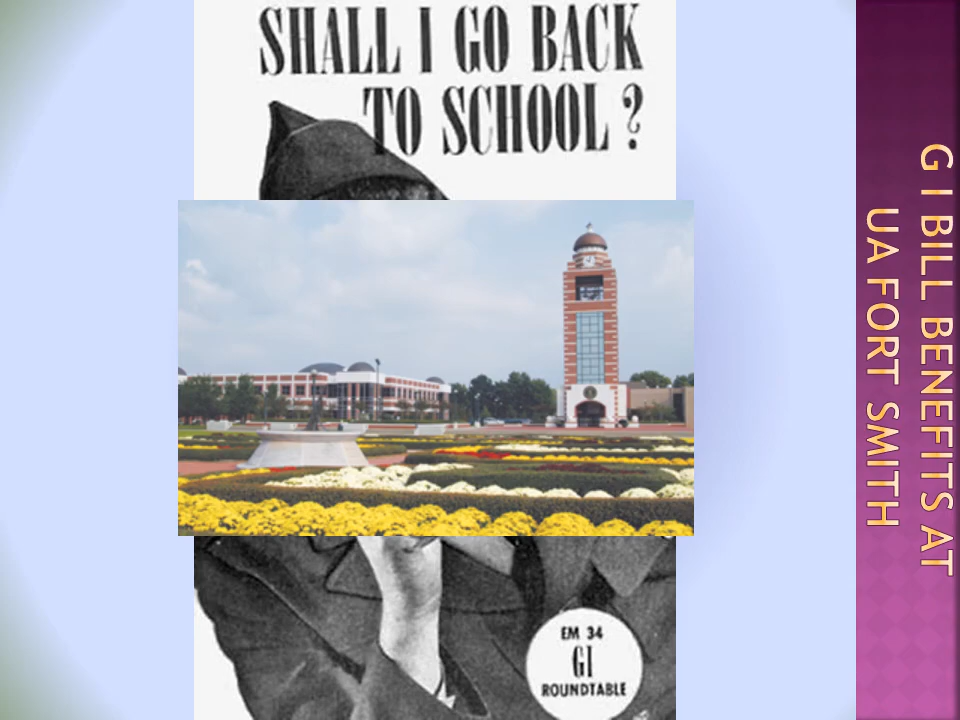 SHALL I GO BACK
TO SCHOOL?
EM 34
GI
ROUNDTABLE
G I BILL BENEFITS AT
UA FORT SMITH